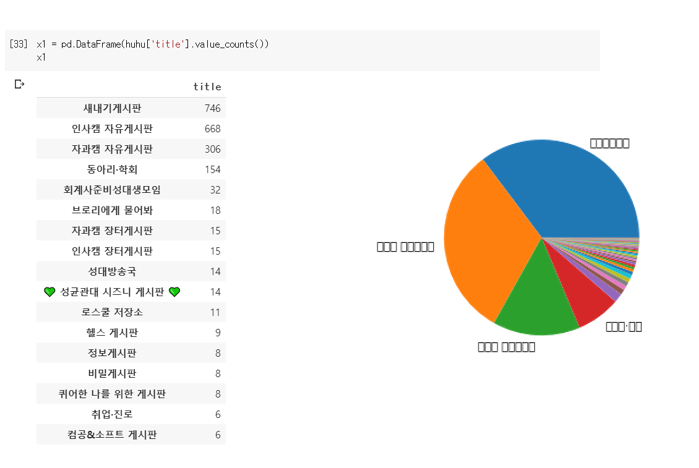 [33] x1 = pd.DataFrame(huhu['title'].value_counts())
x1
title
새내기게시판 746
인사캠 자유게시판 668
자과캠 자유게시판 306
동아리·학회 154
회계사준비성대생모임 32
브로리에게 물어봐 18
자과캠 장터게시판 15
인사캠 장터게시판 15
성대방송국 14
💚 성균관대 시즈니 게시판 💚 14
로스쿨 저장소 11
헬스 게시판 9
정보게시판 8
비밀게시판 8
퀴어한 나를 위한 게시판 8
취업·진로 6
컴공&소프트 게시판 6
□□□□□□
□□□ □□□□□
□□□ □□□□□
□□□·□□